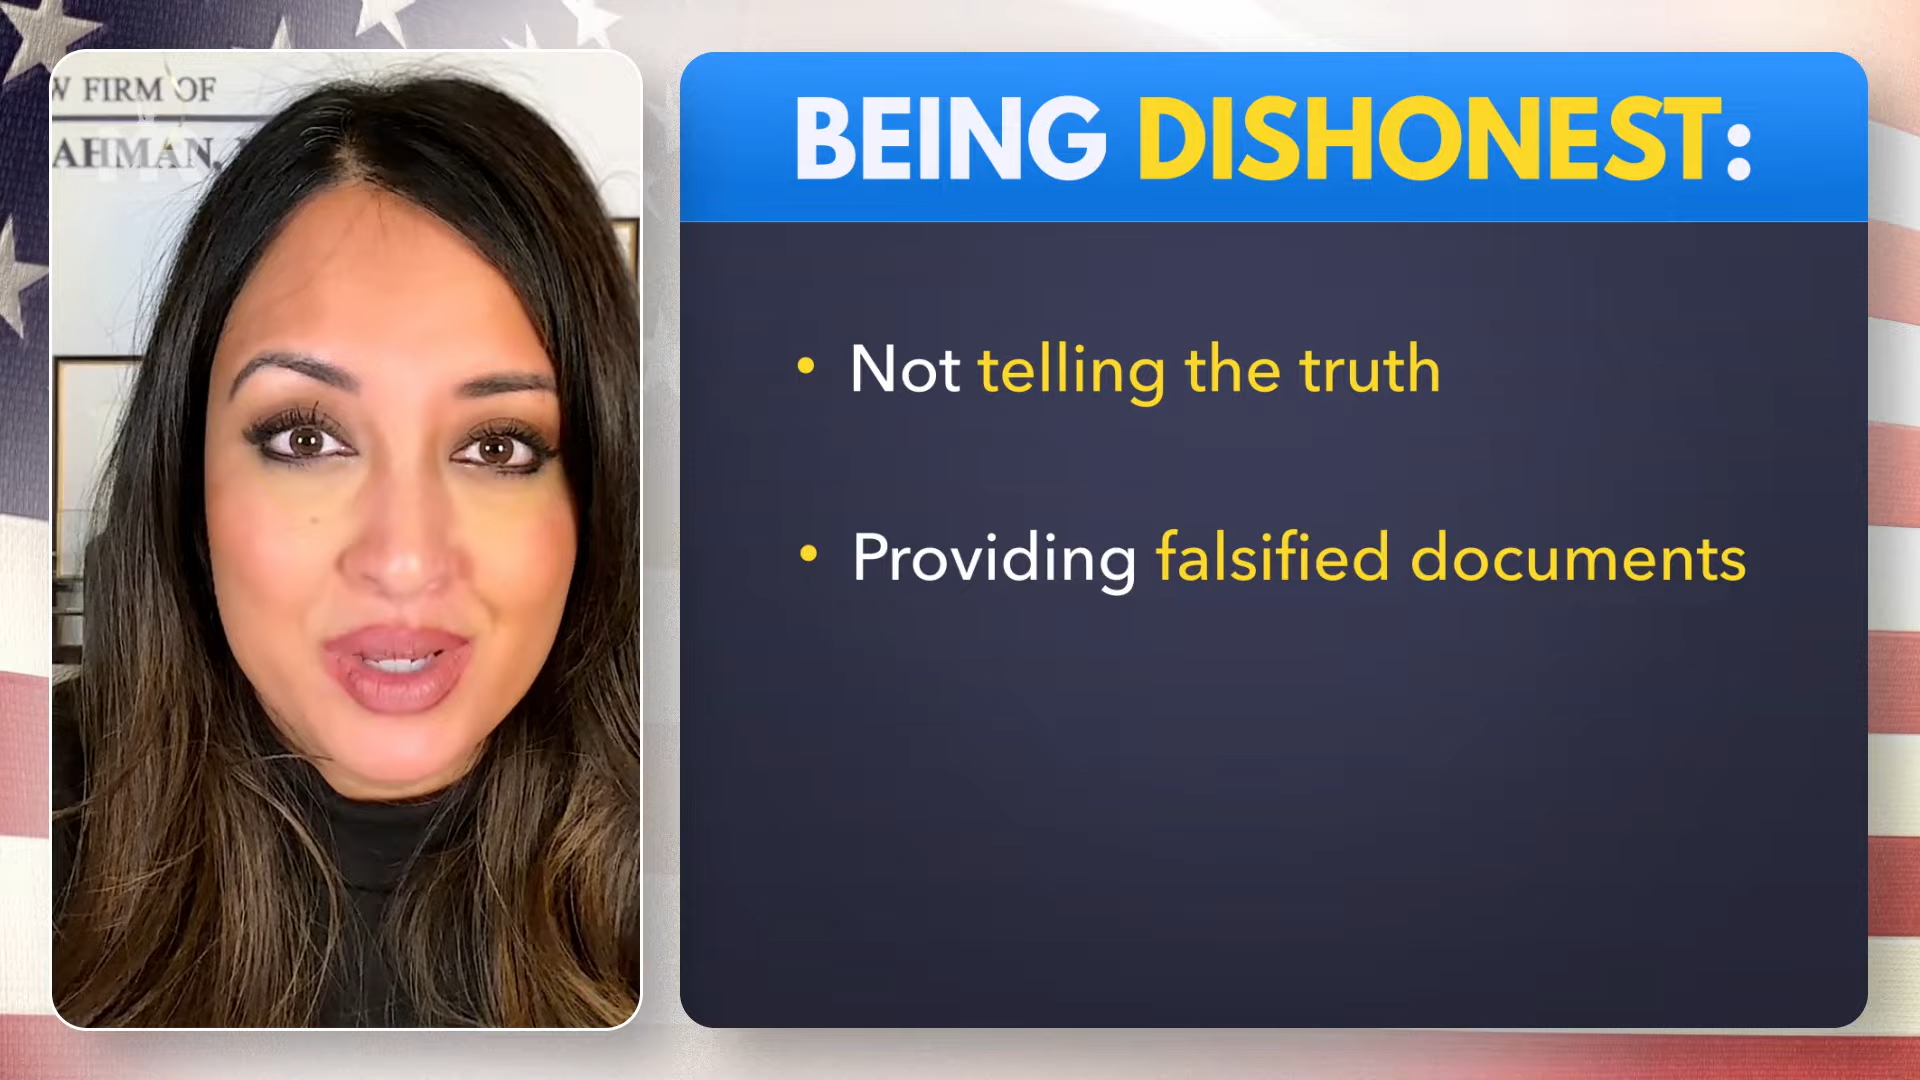 W FIRM OF
AHMAN,
BEING DISHONEST:
• Not telling the truth
• Providing falsified documents